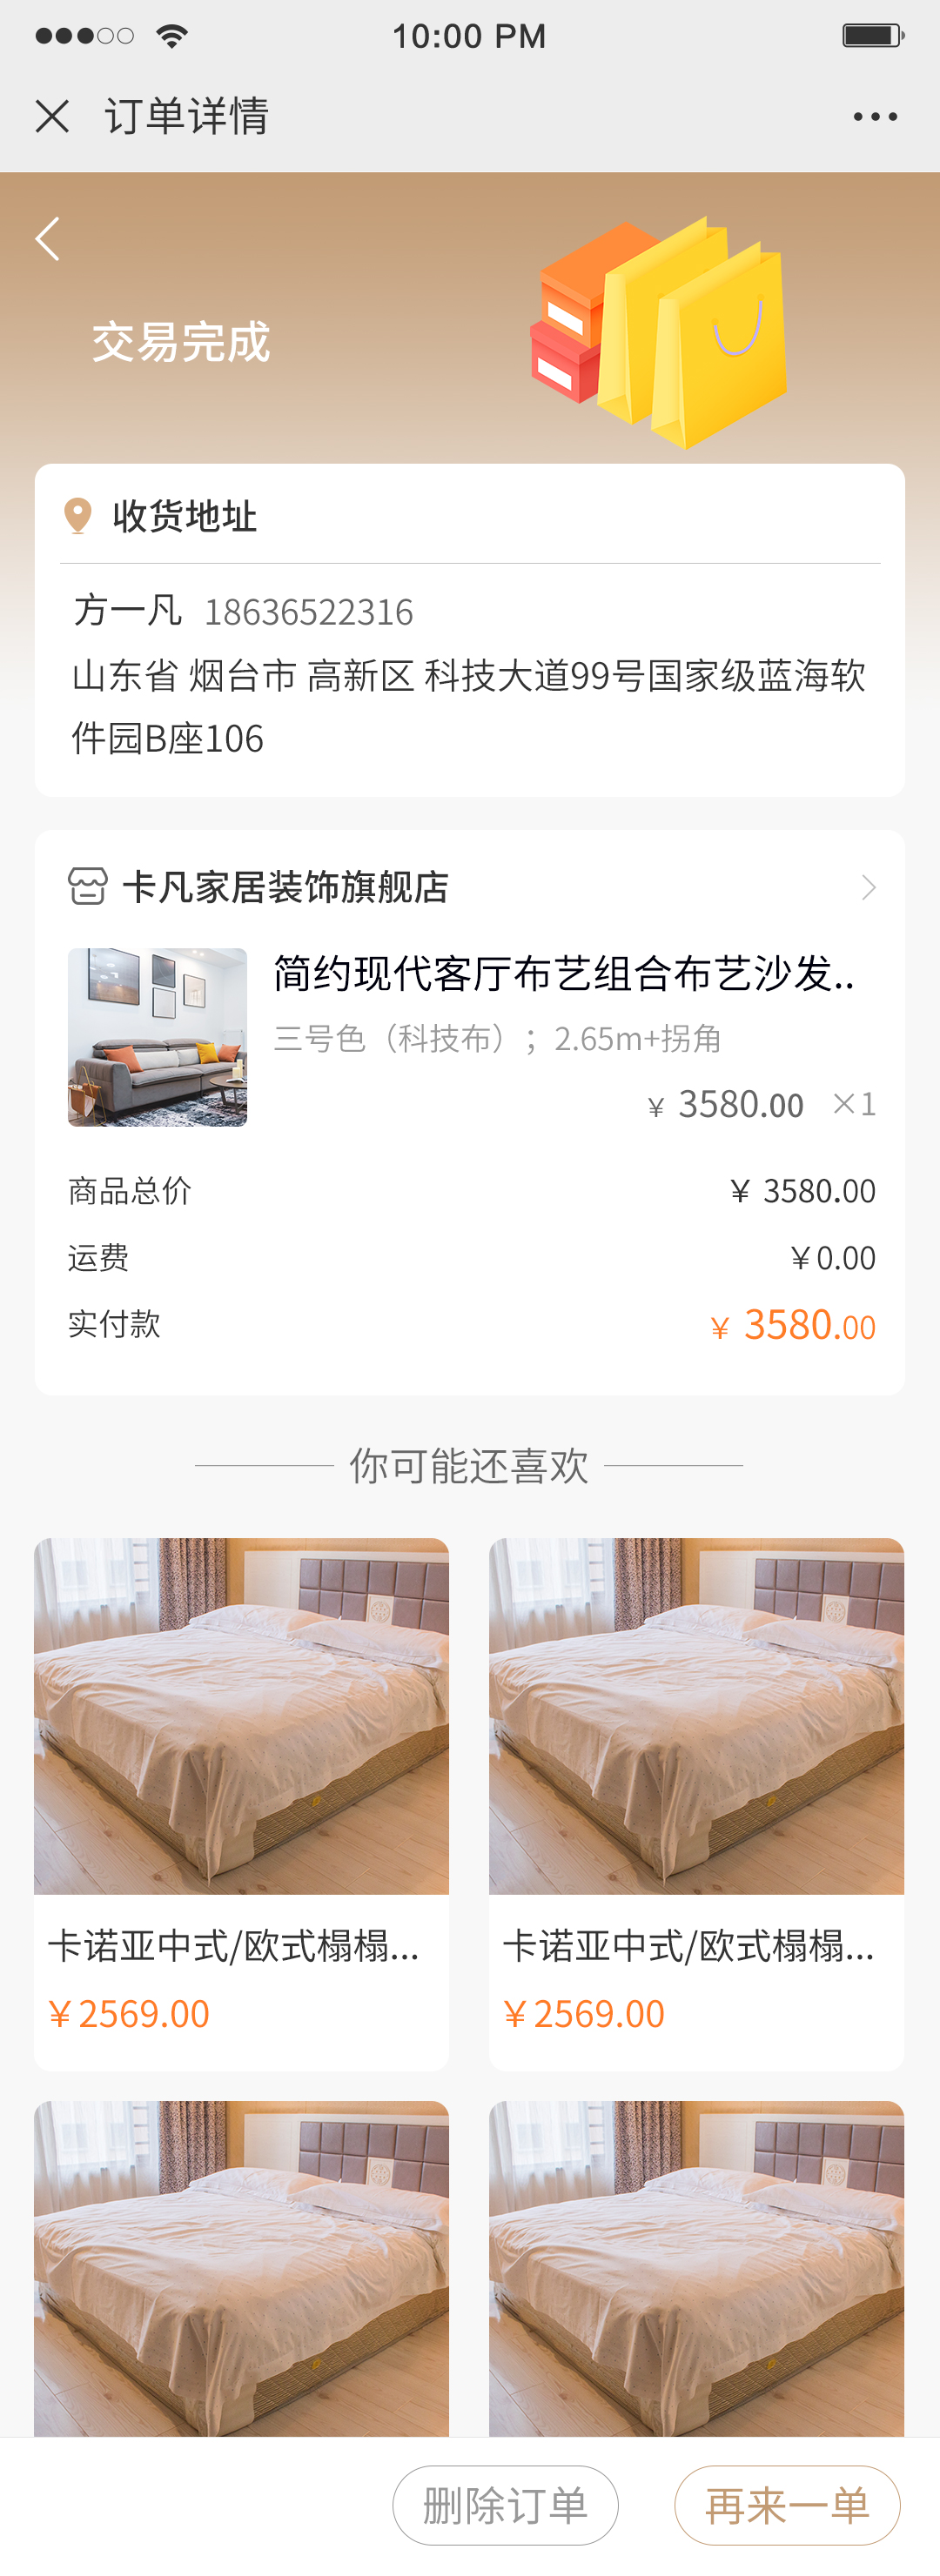 10:00 PM
订单详情
交易完成
收货地址
方一凡 18636522316
山东省 烟台市 高新区 科技大道99号国家级蓝海软
件园B座106
卡凡家居装饰旗舰店
简约现代客厅布艺组合布艺沙发..
三号色（科技布）；2.65m+拐角
¥ 3580.00 ×1
商品总价 ¥ 3580.00
运费 ¥0.00
实付款 ¥ 3580.00
你可能还喜欢
卡诺亚中式/欧式榻榻... 卡诺亚中式/欧式榻榻...
¥2569.00 ¥2569.00
删除订单 再来一单